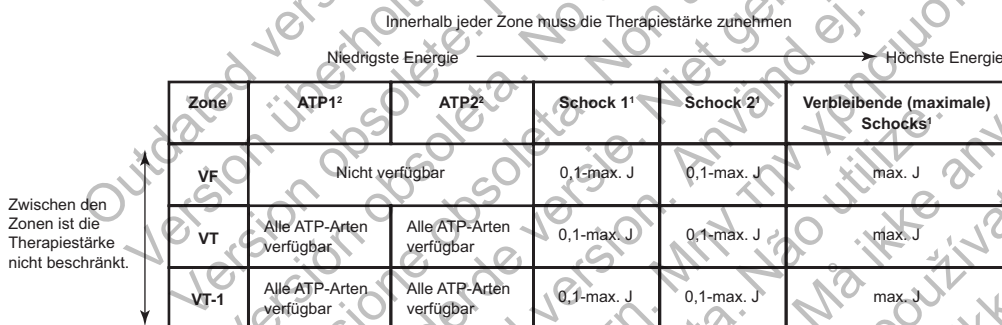 Innerhalb jeder Zone muss die Therapiestärke zunehmen
Niedrigste Energie
Höchste Energie
Zone ATP1² ATP2² Schock 1¹ Schock 2¹ Verbleibende (maximale)
Schocks¹
VF Nicht verfügbar 0,1-max. J 0,1-max. J max. J
Zwischen den
Zonen ist die
Therapiestärke
nicht beschränkt.
VT Alle ATP-Arten
verfügbar Alle ATP-Arten
verfügbar 0,1-max. J 0,1-max. J max. J
VT-1 Alle ATP-Arten
verfügbar Alle ATP-Arten
verfügbar 0,1-max. J 0,1-max. J max. J